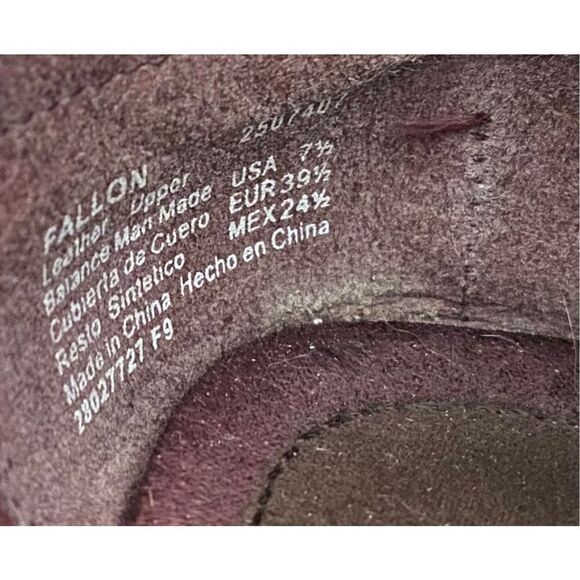 FALLON 2507407
Leather Upper USA 7½
Balance Man Made EUR 39½
Cubierta de Cuero MEX 24½
Resto Sintetico
Made in China Hecho en China
28027727 F9